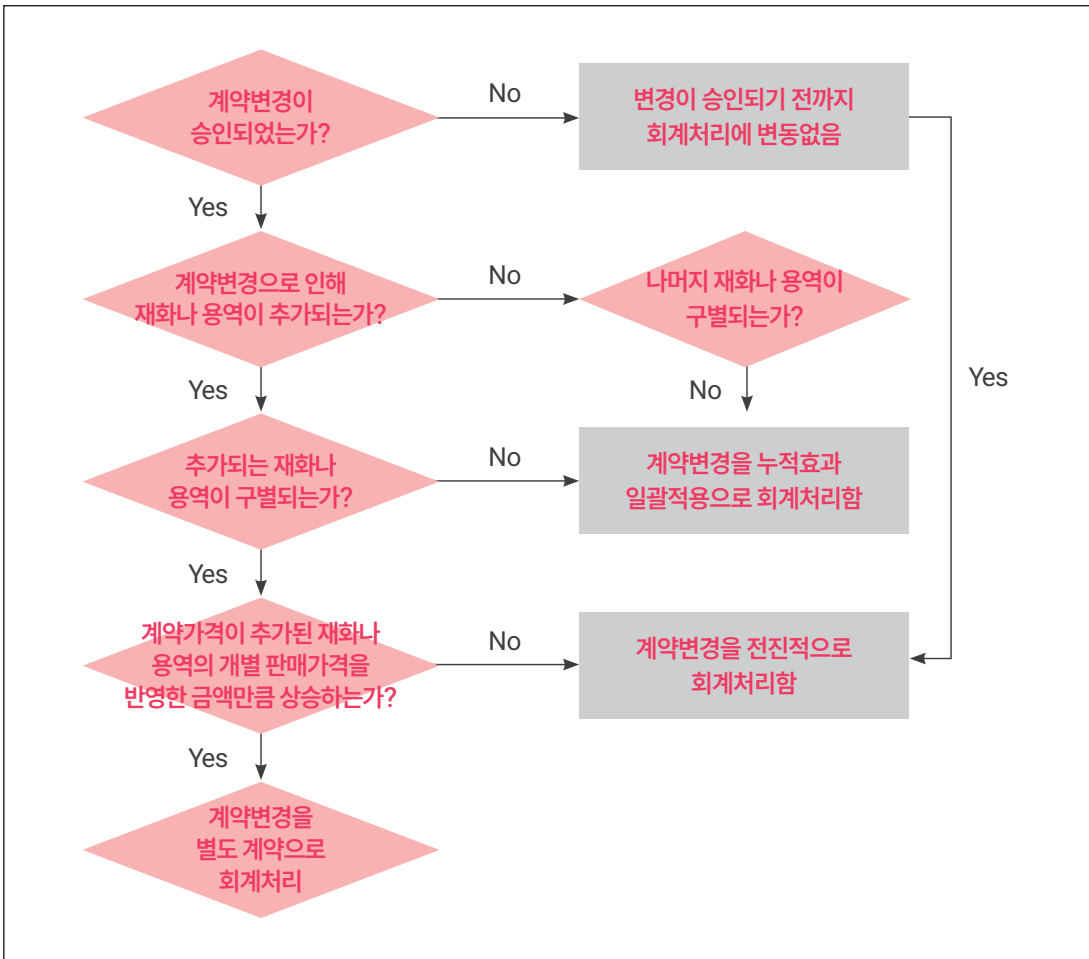 계약변경이
승인되었는가?
No
변경이 승인되기 전까지
회계처리에 변동없음
Yes
계약변경으로 인해
재화나 용역이 추가되는가?
No
나머지 재화나 용역이
구별되는가?
Yes
No
Yes
추가되는 재화나
용역이 구별되는가?
No
계약변경을 누적효과
일괄적용으로 회계처리함
Yes
계약가격이 추가된 재화나
용역의 개별 판매가격을
반영한 금액만큼 상승하는가?
No
계약변경을 전진적으로
회계처리함
Yes
계약변경을
별도 계약으로
회계처리